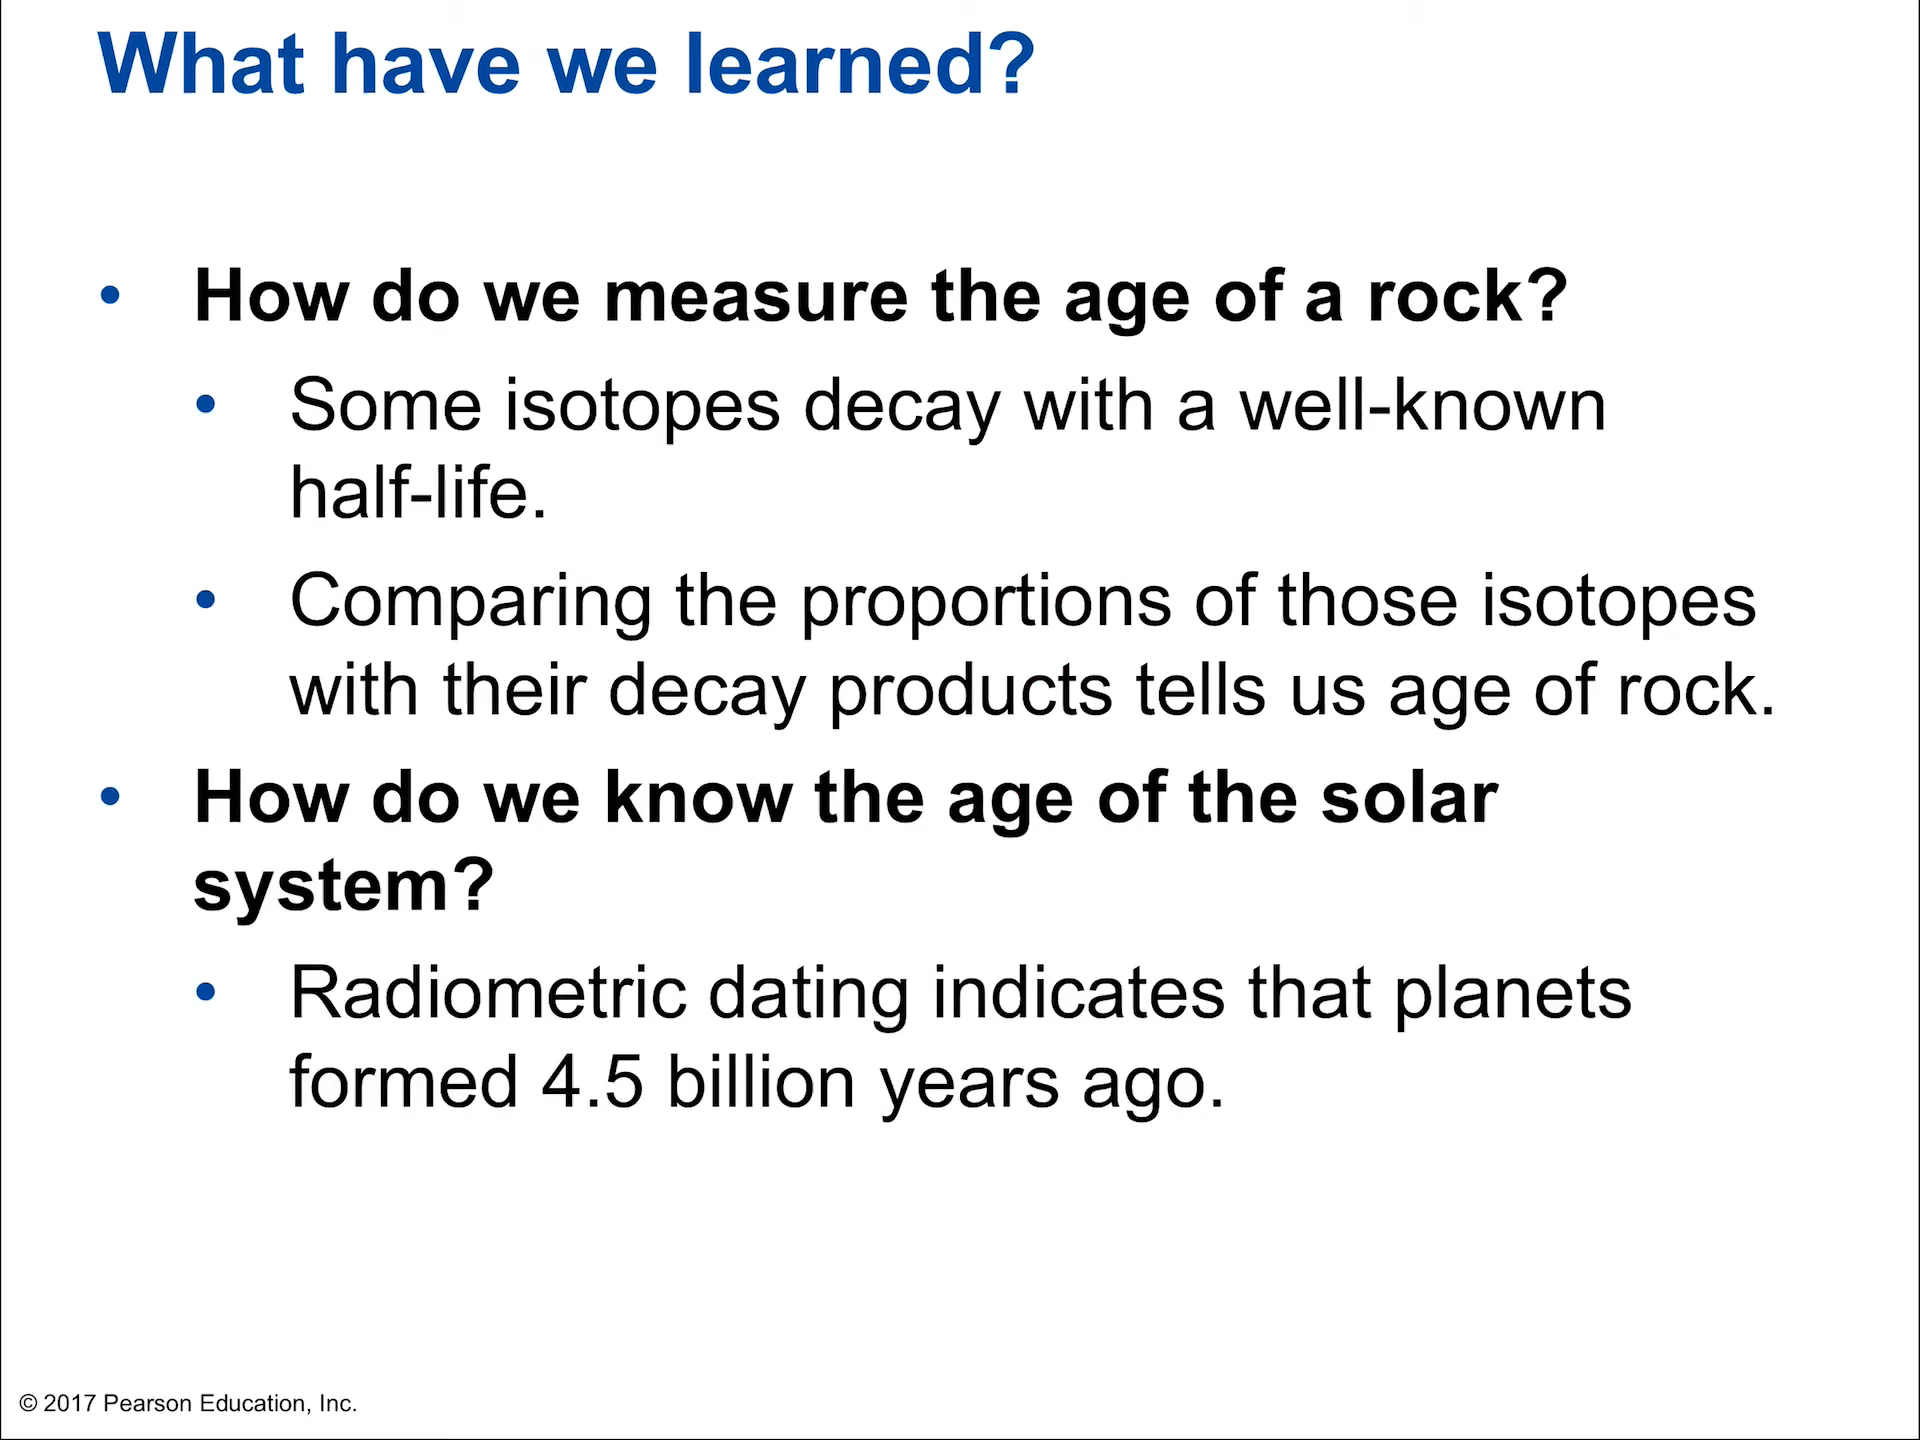 What have we learned?
• How do we measure the age of a rock?
• Some isotopes decay with a well-known
half-life.
• Comparing the proportions of those isotopes
with their decay products tells us age of rock.
• How do we know the age of the solar
system?
• Radiometric dating indicates that planets
formed 4.5 billion years ago.
© 2017 Pearson Education, Inc.